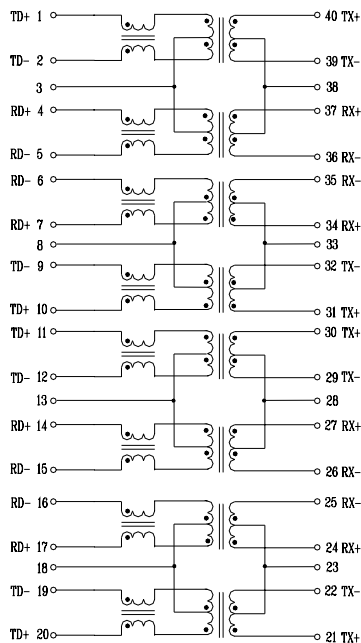 TD+ 1 40 TX+
TD- 2 39 TX-
3 38
RD+ 4 37 RX+
RD- 5 36 RX-
RD- 6 35 RX-
RD+ 7 34 RX+
8 33
TD- 9 32 TX-
TD+ 10 31 TX+
TD+ 11 30 TX+
TD- 12 29 TX-
13 28
RD+ 14 27 RX+
RD- 15 26 RX-
RD- 16 25 RX-
RD+ 17 24 RX+
18 23
TD- 19 22 TX-
TD+ 20 21 TX+